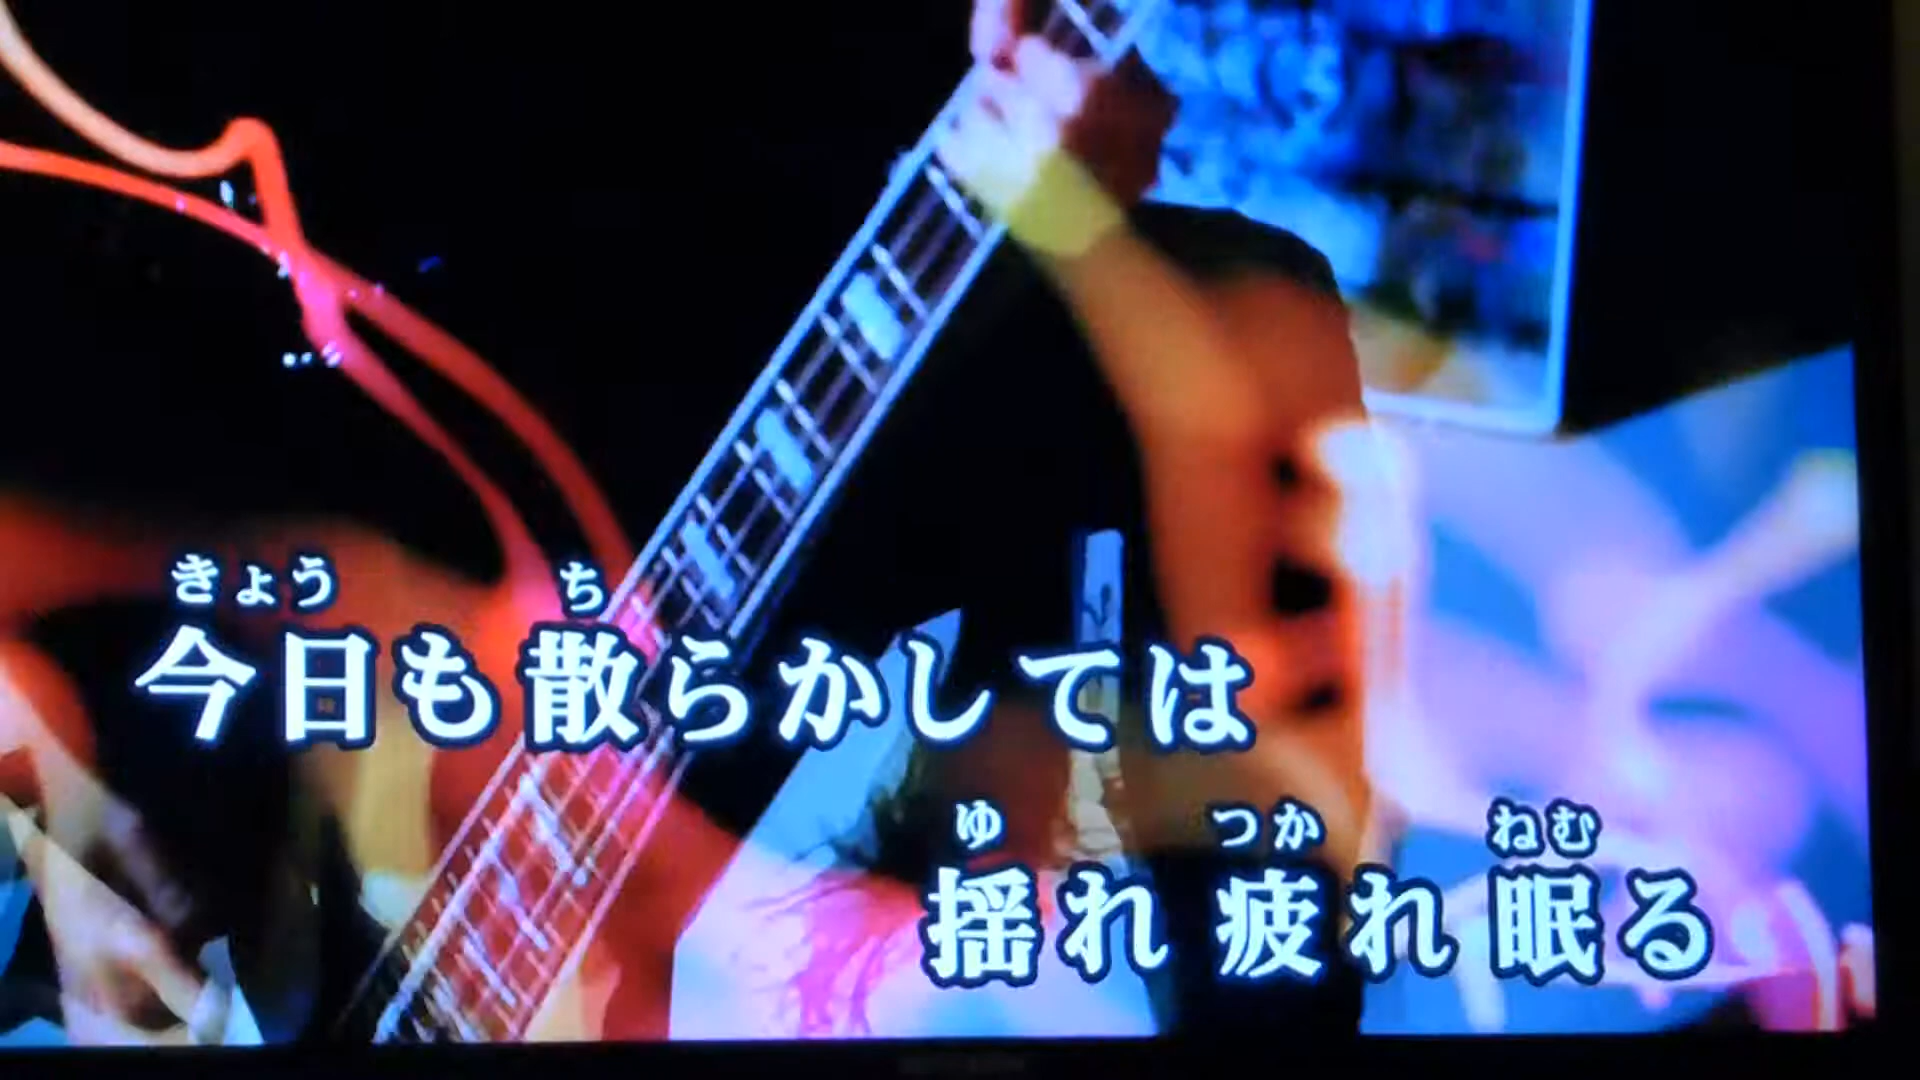 きょう ち
今日も散らかしては
ゆ つか ねむ
揺れ 疲れ 眠る